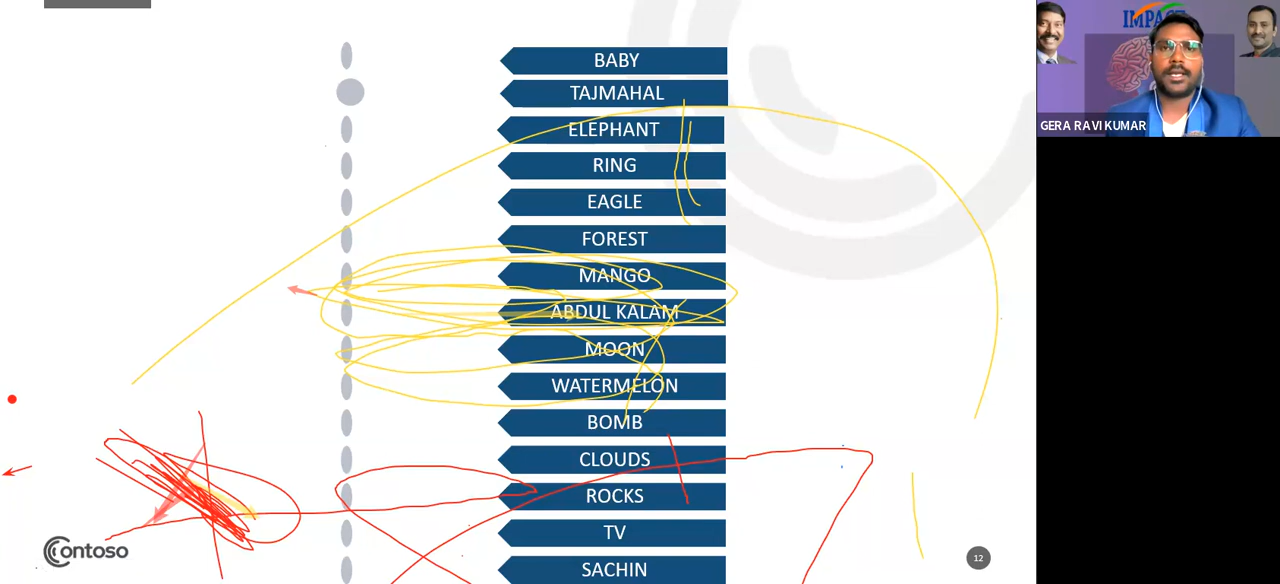 BABY
TAJMAHAL
ELEPHANT
RING
EAGLE
FOREST
MANGO
ABDUL KALAM
MOON
WATERMELON
BOMB
CLOUDS
ROCKS
TV
SACHIN
Contoso
12
IMPACT
GERA RAVI KUMAR